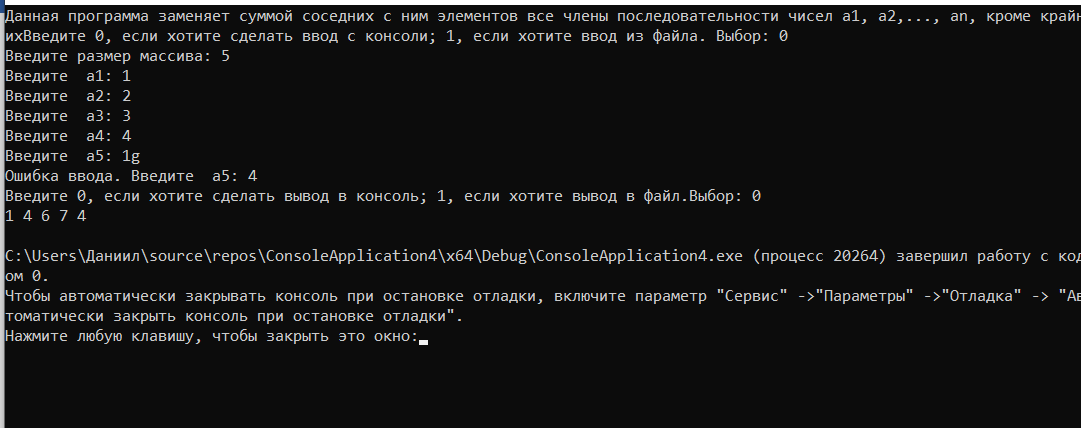 Данная программа заменяет суммой соседних с ним элементов все члены последовательности чисел a1, a2,..., an, кроме крайн
ихВведите 0, если хотите сделать ввод с консоли; 1, если хотите ввод из файла. Выбор: 0
Введите размер массива: 5
Введите  a1: 1
Введите  a2: 2
Введите  a3: 3
Введите  a4: 4
Введите  a5: 1g
Ошибка ввода. Введите  a5: 4
Введите 0, если хотите сделать вывод в консоль; 1, если хотите вывод в файл.Выбор: 0
1 4 6 7 4
C:\Users\Даниил\source\repos\ConsoleApplication4\x64\Debug\ConsoleApplication4.exe (процесс 20264) завершил работу с код
ом 0.
Чтобы автоматически закрывать консоль при остановке отладки, включите параметр "Сервис" ->"Параметры" ->"Отладка" -> "Ав
томатически закрыть консоль при остановке отладки".
Нажмите любую клавишу, чтобы закрыть это окно: